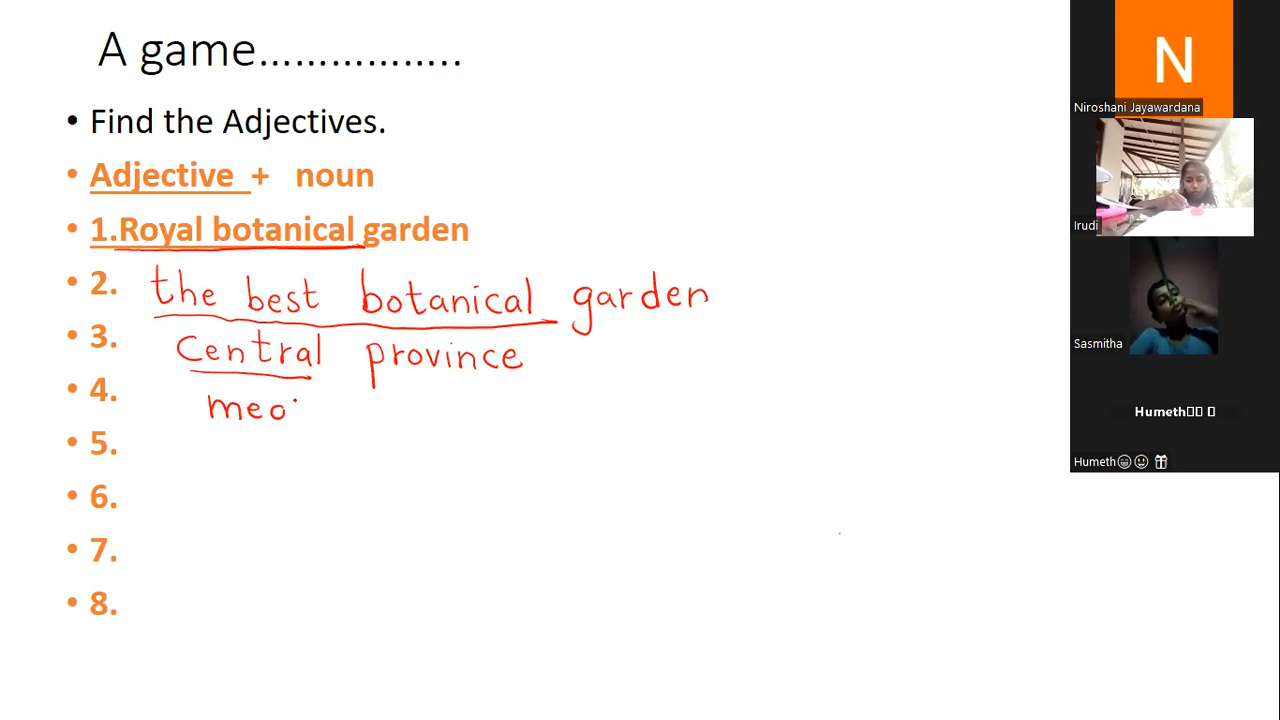 A game……………..
• Find the Adjectives.
• Adjective + noun
• 1.Royal botanical garden
• 2. the best botanical garden
• 3. Central province
• 4. meo
• 5.
• 6.
• 7.
• 8.
N
Niroshani Jayawardana
Irudi
Sasmitha
Humeth
Humeth